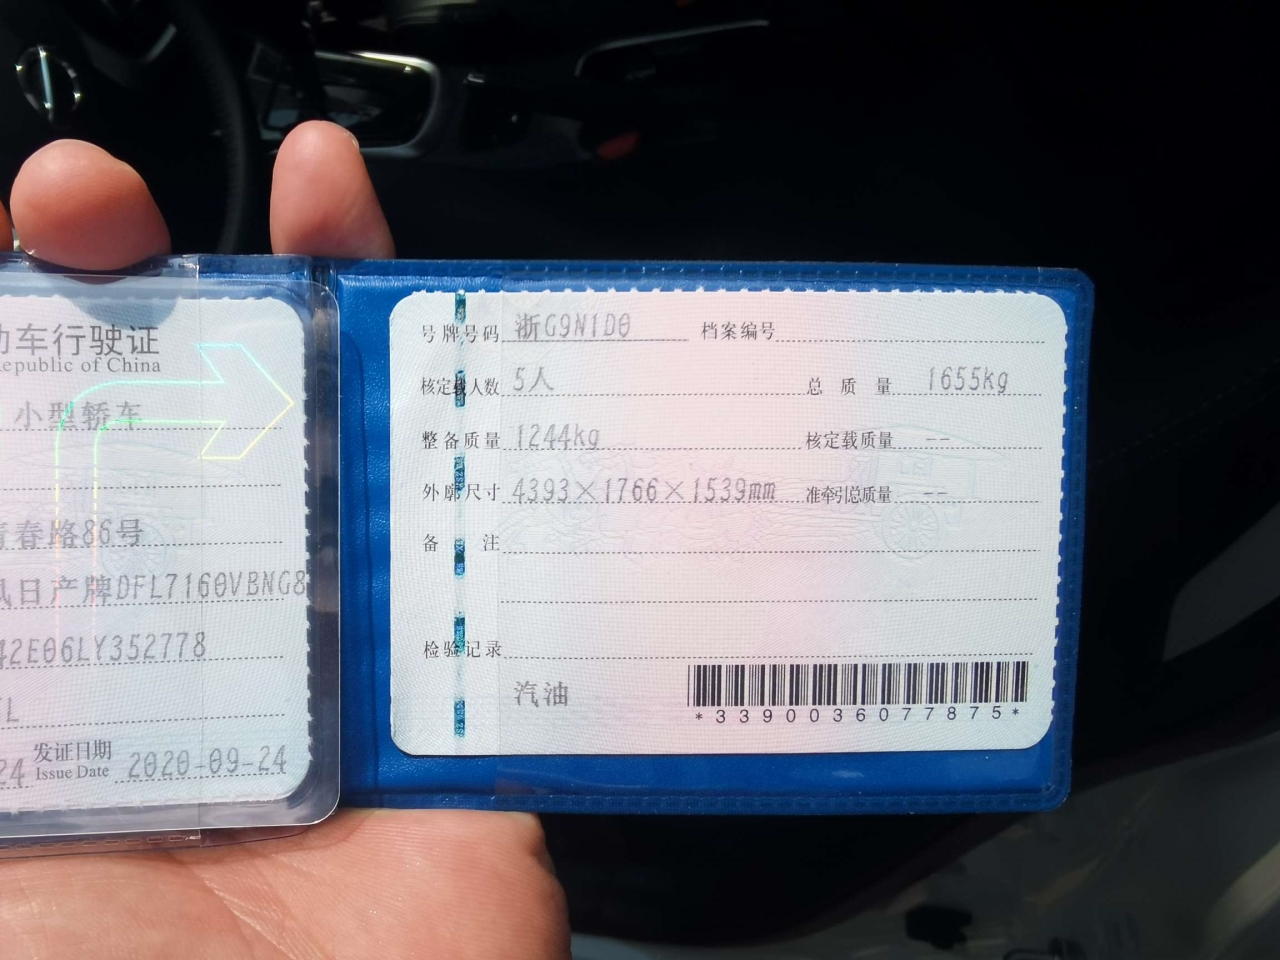 动车行驶证
Republic of China
小型轿车
青春路86号
风日产牌DFL7160VBNG8
42E06LY352778
24 发证日期 2020-09-24
Issue Date
号牌号码 浙G9N1D0 档案编号
核定载人数 5人 总质量 1655kg
整备质量 1244kg 核定载质量 --
外廓尺寸 4393×1766×1539mm 准牵引总质量 --
备注
检验记录
汽油
*3390036077875*